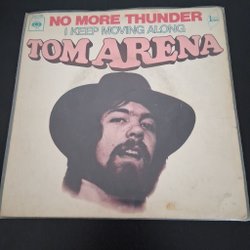 NO MORE THUNDER
I KEEP MOVING ALONG
TOM ARENA